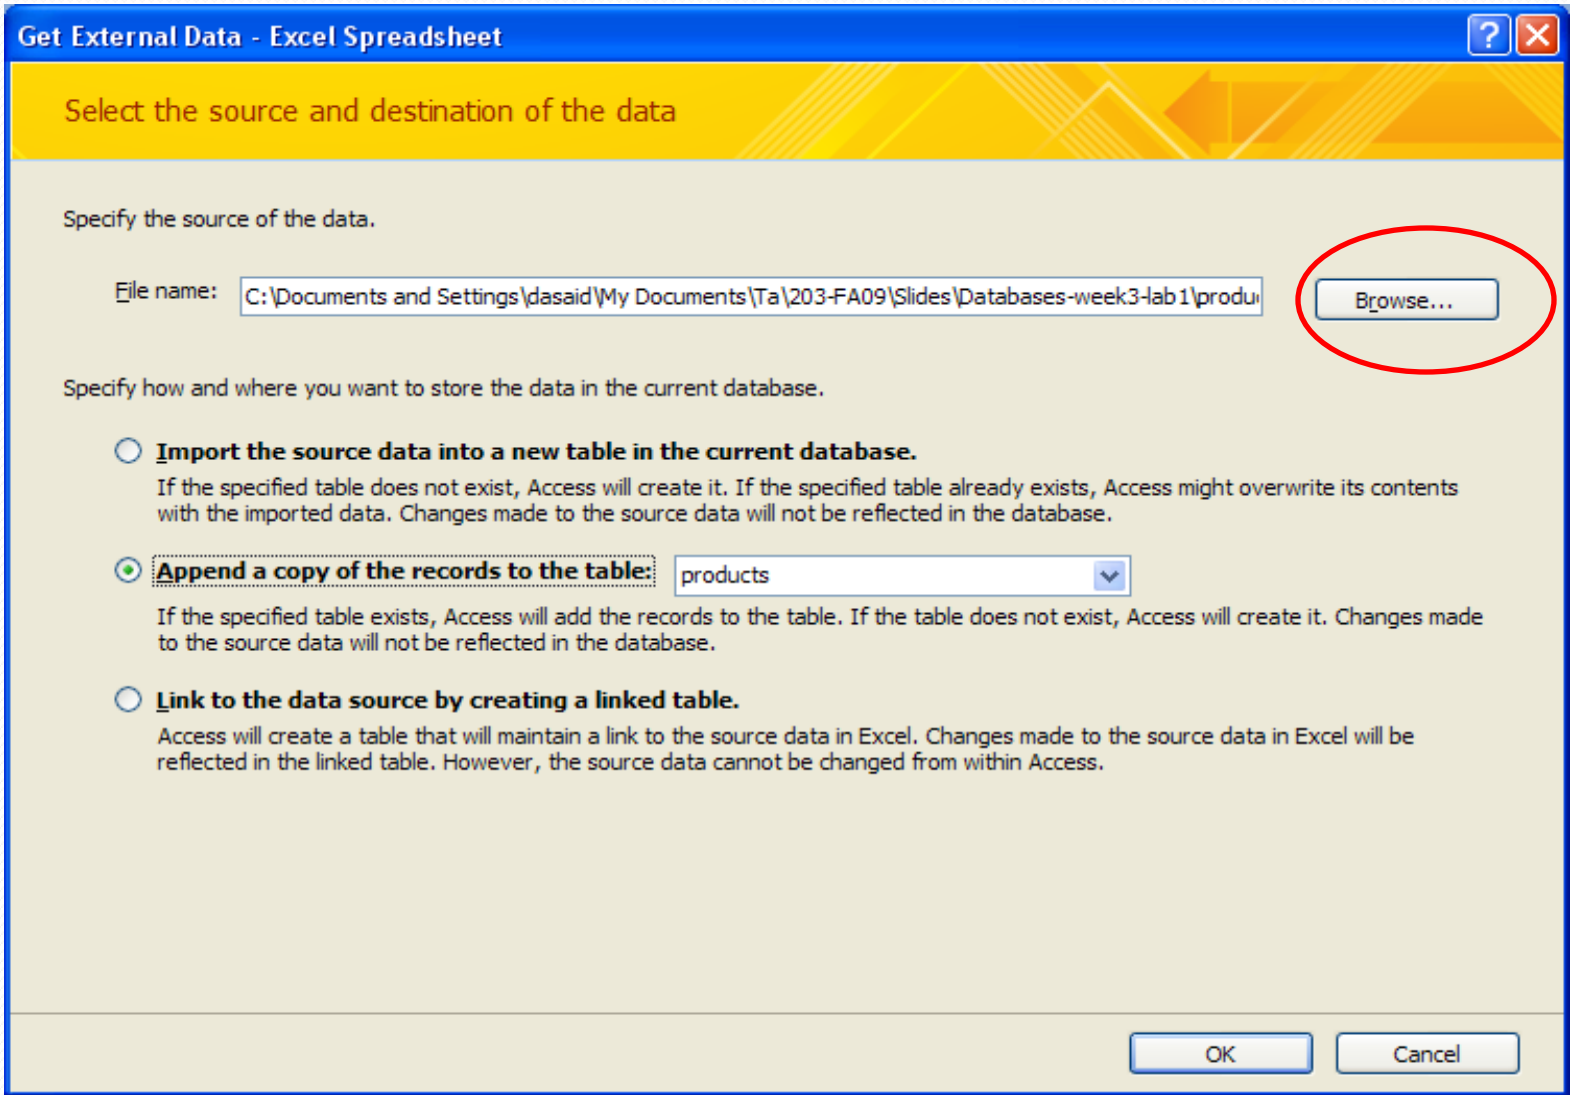 Get External Data - Excel Spreadsheet
Select the source and destination of the data
Specify the source of the data.
File name: C:\Documents and Settings\dasaid\My Documents\Ta\203-FA09\Slides\Databases-week3-lab1\produ
Browse...
Specify how and where you want to store the data in the current database.
Import the source data into a new table in the current database.
If the specified table does not exist, Access will create it. If the specified table already exists, Access might overwrite its contents
with the imported data. Changes made to the source data will not be reflected in the database.
Append a copy of the records to the table: products
If the specified table exists, Access will add the records to the table. If the table does not exist, Access will create it. Changes made
to the source data will not be reflected in the database.
Link to the data source by creating a linked table.
Access will create a table that will maintain a link to the source data in Excel. Changes made to the source data in Excel will be
reflected in the linked table. However, the source data cannot be changed from within Access.
OK Cancel